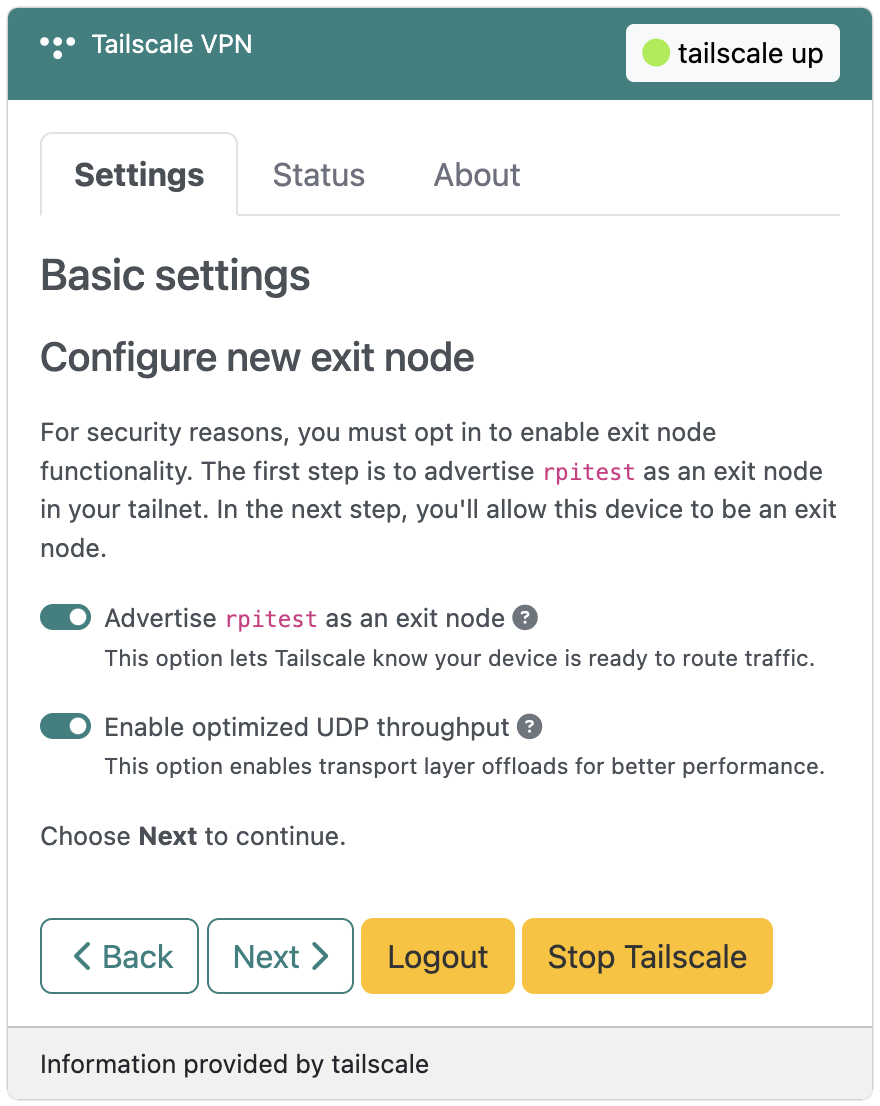 Tailscale VPN
tailscale up
Settings
Status
About
Basic settings
Configure new exit node
For security reasons, you must opt in to enable exit node
functionality. The first step is to advertise rpitest as an exit node
in your tailnet. In the next step, you'll allow this device to be an exit
node.
Advertise rpitest as an exit node ?
This option lets Tailscale know your device is ready to route traffic.
Enable optimized UDP throughput ?
This option enables transport layer offloads for better performance.
Choose Next to continue.
Back
Next
Logout
Stop Tailscale
Information provided by tailscale